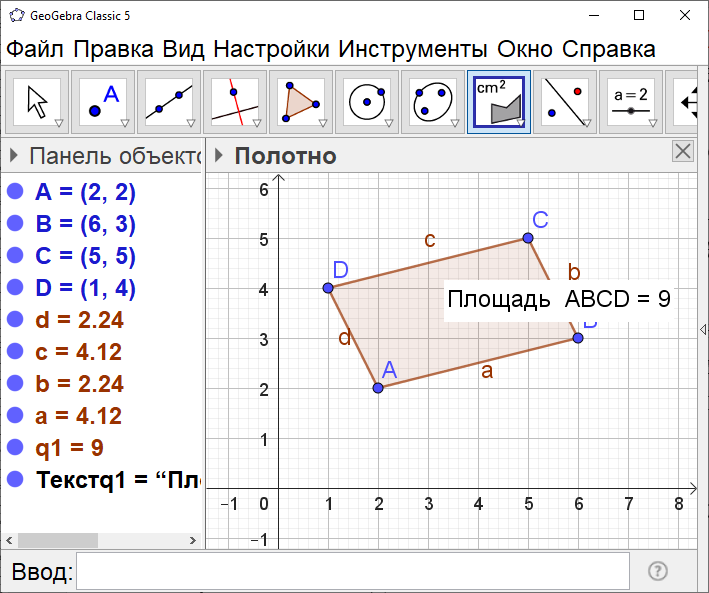 GeoGebra Classic 5
Файл Правка Вид Настройки Инструменты Окно Справка
A
cm²
a=2
Панель объекто
Полотно
A = (2, 2)
B = (6, 3)
C = (5, 5)
D = (1, 4)
d = 2.24
c = 4.12
b = 2.24
a = 4.12
q1 = 9
Текстq1 = “Пл
6
5
4
3
2
1
−1
−1 0 1 2 3 4 5 6 7 8
C
c
D
b
Площадь ABCD = 9
d
A
a
Ввод:
?